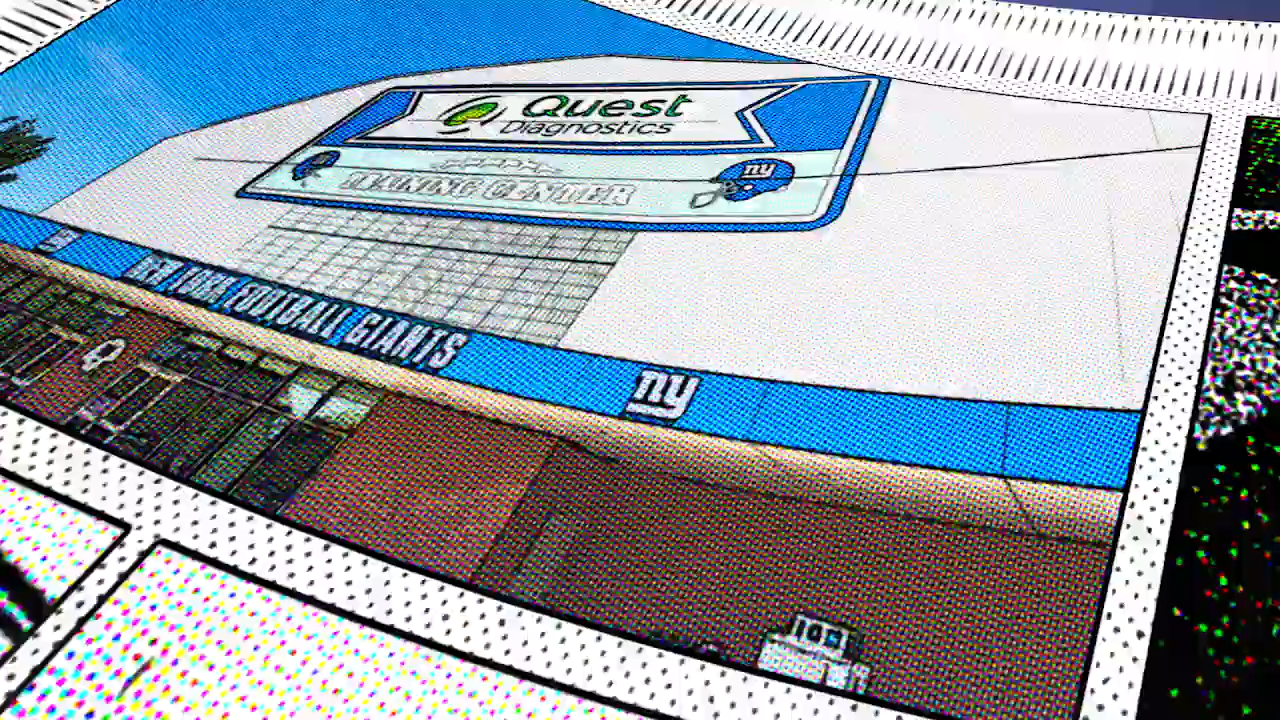 Quest
Diagnostics
ny
TRAINING CENTER
NEW YORK FOOTBALL GIANTS
ny